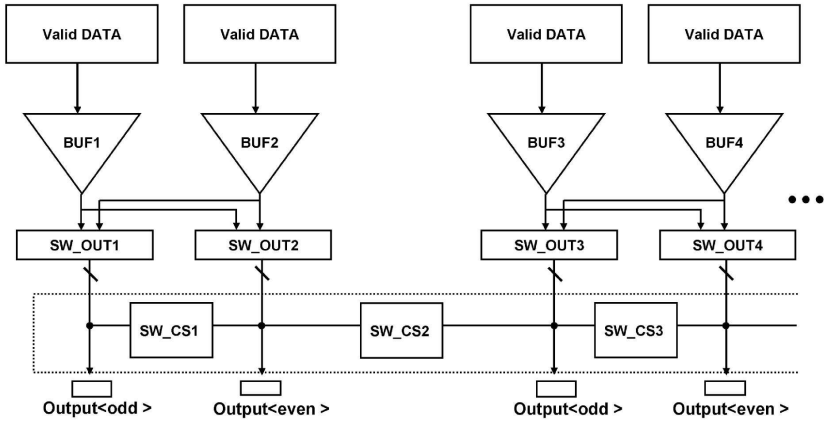 Valid DATA Valid DATA Valid DATA Valid DATA
BUF1 BUF2 BUF3 BUF4
SW_OUT1 SW_OUT2 SW_OUT3 SW_OUT4
SW_CS1 SW_CS2 SW_CS3
Output<odd > Output<even > Output<odd > Output<even >